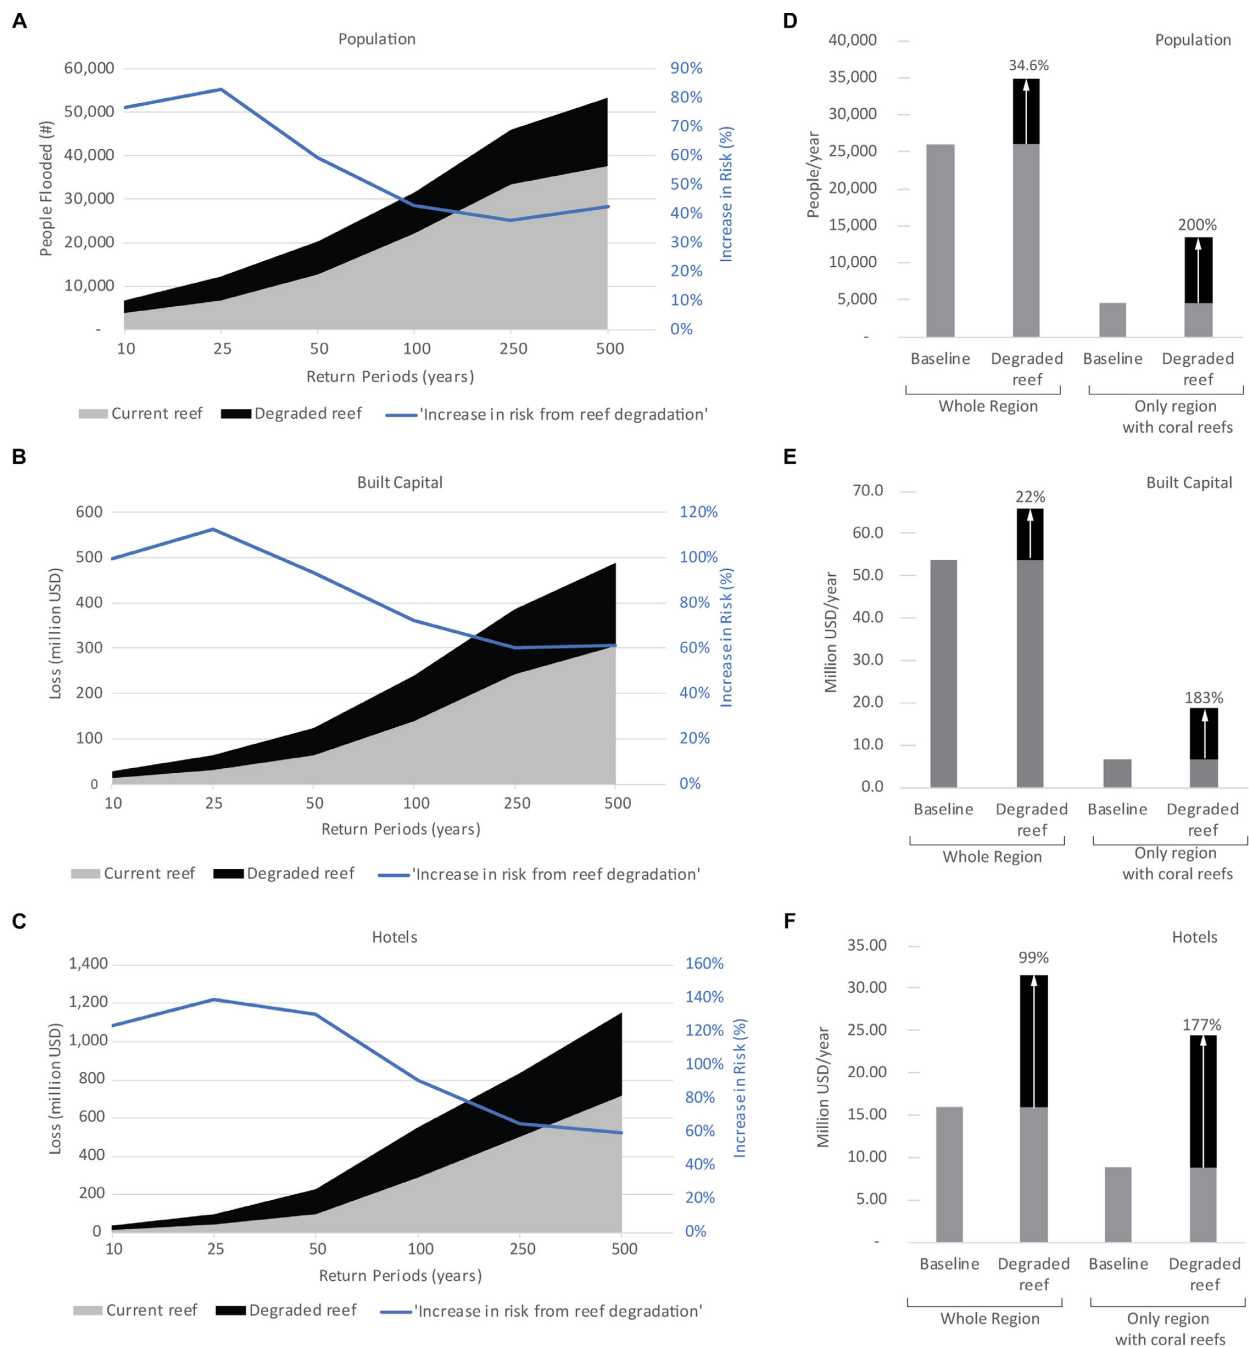 A
Population
60,000
50,000
40,000
30,000
20,000
10,000
-
People Flooded (#)
90%
80%
70%
60%
50%
40%
30%
20%
10%
0%
Increase in Risk (%)
10 25 50 100 250 500
Return Periods (years)
Current reef Degraded reef 'Increase in risk from reef degradation'
D
Population
40,000
35,000
30,000
25,000
20,000
15,000
10,000
5,000
-
People/year
34.6%
200%
Baseline Degraded reef Baseline Degraded reef
Whole Region
Only region
with coral reefs
B
Built Capital
600
500
400
300
200
100
0
Loss (million USD)
120%
100%
80%
60%
40%
20%
0%
Increase in Risk (%)
10 25 50 100 250 500
Return Periods (years)
Current reef Degraded reef 'Increase in risk from reef degradation'
E
Built Capital
70.0
60.0
50.0
40.0
30.0
20.0
10.0
0.0
Million USD/year
22%
183%
Baseline Degraded reef Baseline Degraded reef
Whole Region
Only region
with coral reefs
C
Hotels
1,400
1,200
1,000
800
600
400
200
0
Loss (million USD)
160%
140%
120%
100%
80%
60%
40%
20%
0%
Increase in Risk (%)
10 25 50 100 250 500
Return Periods (years)
Current reef Degraded reef 'Increase in risk from reef degradation'
F
Hotels
35.00
30.00
25.00
20.00
15.00
10.00
5.00
-
Million USD/year
99%
177%
Baseline Degraded reef Baseline Degraded reef
Whole Region
Only region
with coral reefs